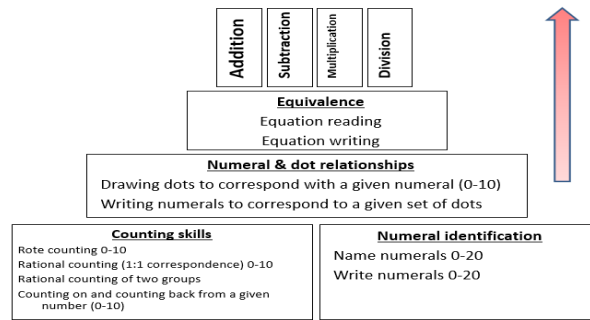 Addition
Subtraction
Multiplication
Division
Equivalence
Equation reading
Equation writing
Numeral & dot relationships
Drawing dots to correspond with a given numeral (0-10)
Writing numerals to correspond to a given set of dots
Counting skills
Rote counting 0-10
Rational counting (1:1 correspondence) 0-10
Rational counting of two groups
Counting on and counting back from a given
number (0-10)
Numeral identification
Name numerals 0-20
Write numerals 0-20